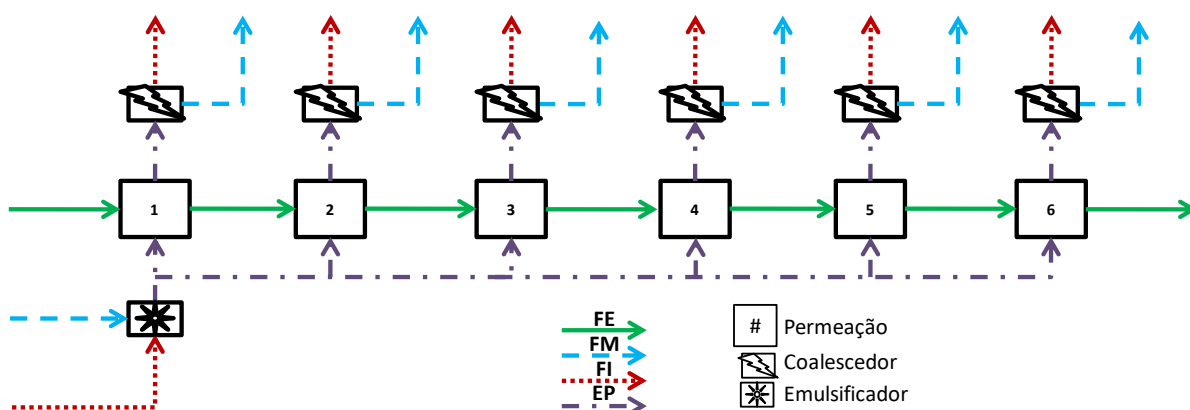 1 2 3 4 5 6
FE
FM
FI
EP
# Permeação
Coalescedor
Emulsificador